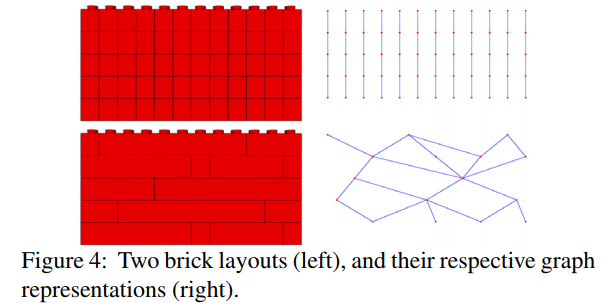 Figure 4: Two brick layouts (left), and their respective graph
representations (right).